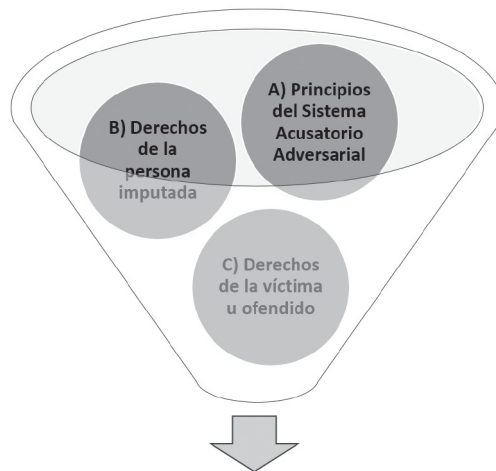 A) Principios
del Sistema
Acusatorio
Adversarial
B) Derechos
de la
persona
imputada
C) Derechos
de la víctima
u ofendido